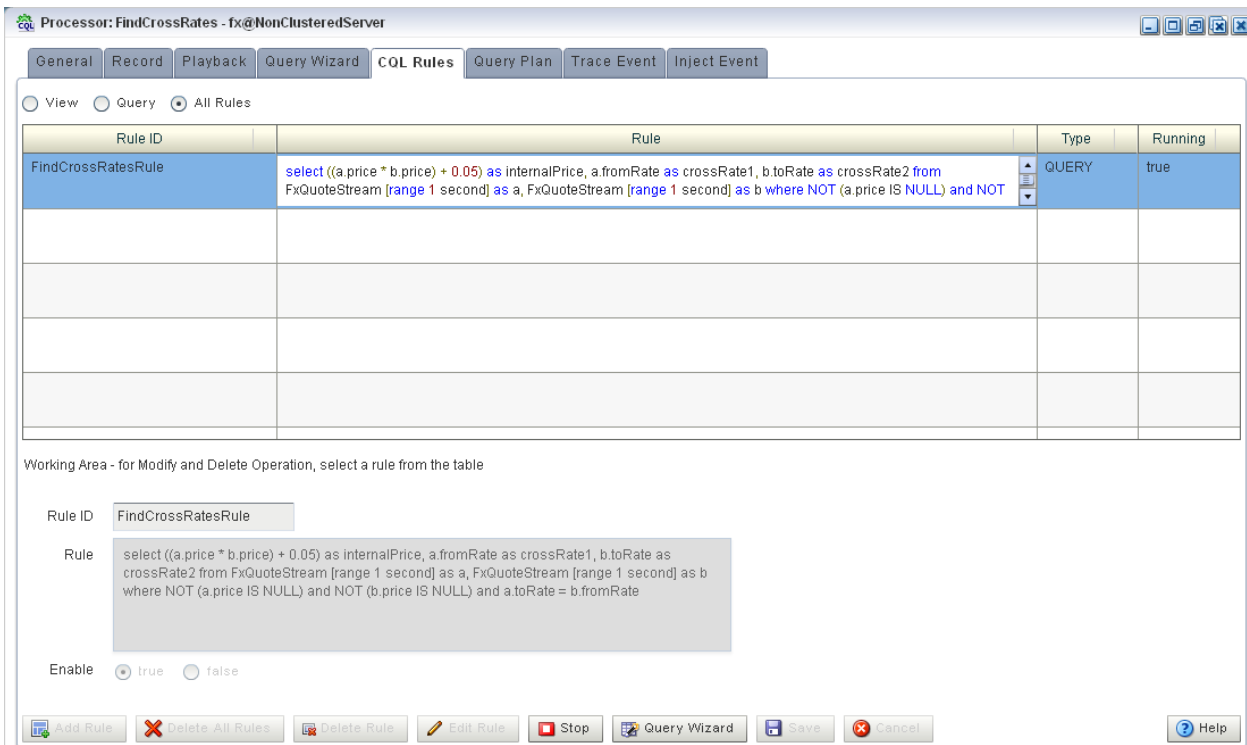 CQL Processor: FindCrossRates - fx@NonClusteredServer
General Record Playback Query Wizard CQL Rules Query Plan Trace Event Inject Event
View Query All Rules
Rule ID Rule Type Running
FindCrossRatesRule
select ((a.price * b.price) + 0.05) as internalPrice, a.fromRate as crossRate1, b.toRate as crossRate2 from
FxQuoteStream [range 1 second] as a, FxQuoteStream [range 1 second] as b where NOT (a.price IS NULL) and NOT
QUERY true
Working Area - for Modify and Delete Operation, select a rule from the table
Rule ID FindCrossRatesRule
Rule
select ((a.price * b.price) + 0.05) as internalPrice, a.fromRate as crossRate1, b.toRate as
crossRate2 from FxQuoteStream [range 1 second] as a, FxQuoteStream [range 1 second] as b
where NOT (a.price IS NULL) and NOT (b.price IS NULL) and a.toRate = b.fromRate
Enable true false
Add Rule Delete All Rules Delete Rule Edit Rule Stop Query Wizard Save Cancel Help